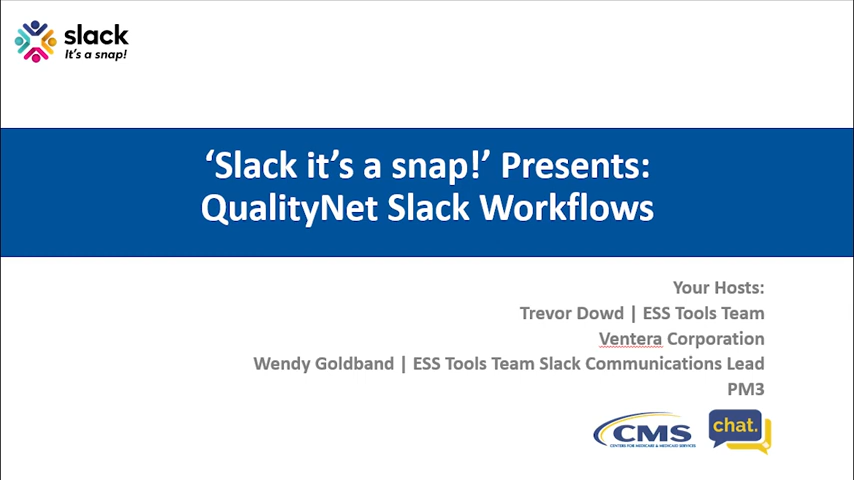 slack
It's a snap!
‘Slack it’s a snap!’ Presents:
QualityNet Slack Workflows
Your Hosts:
Trevor Dowd | ESS Tools Team
Ventera Corporation
Wendy Goldband | ESS Tools Team Slack Communications Lead
PM3
CMS
CENTERS FOR MEDICARE & MEDICAID SERVICES
chat.